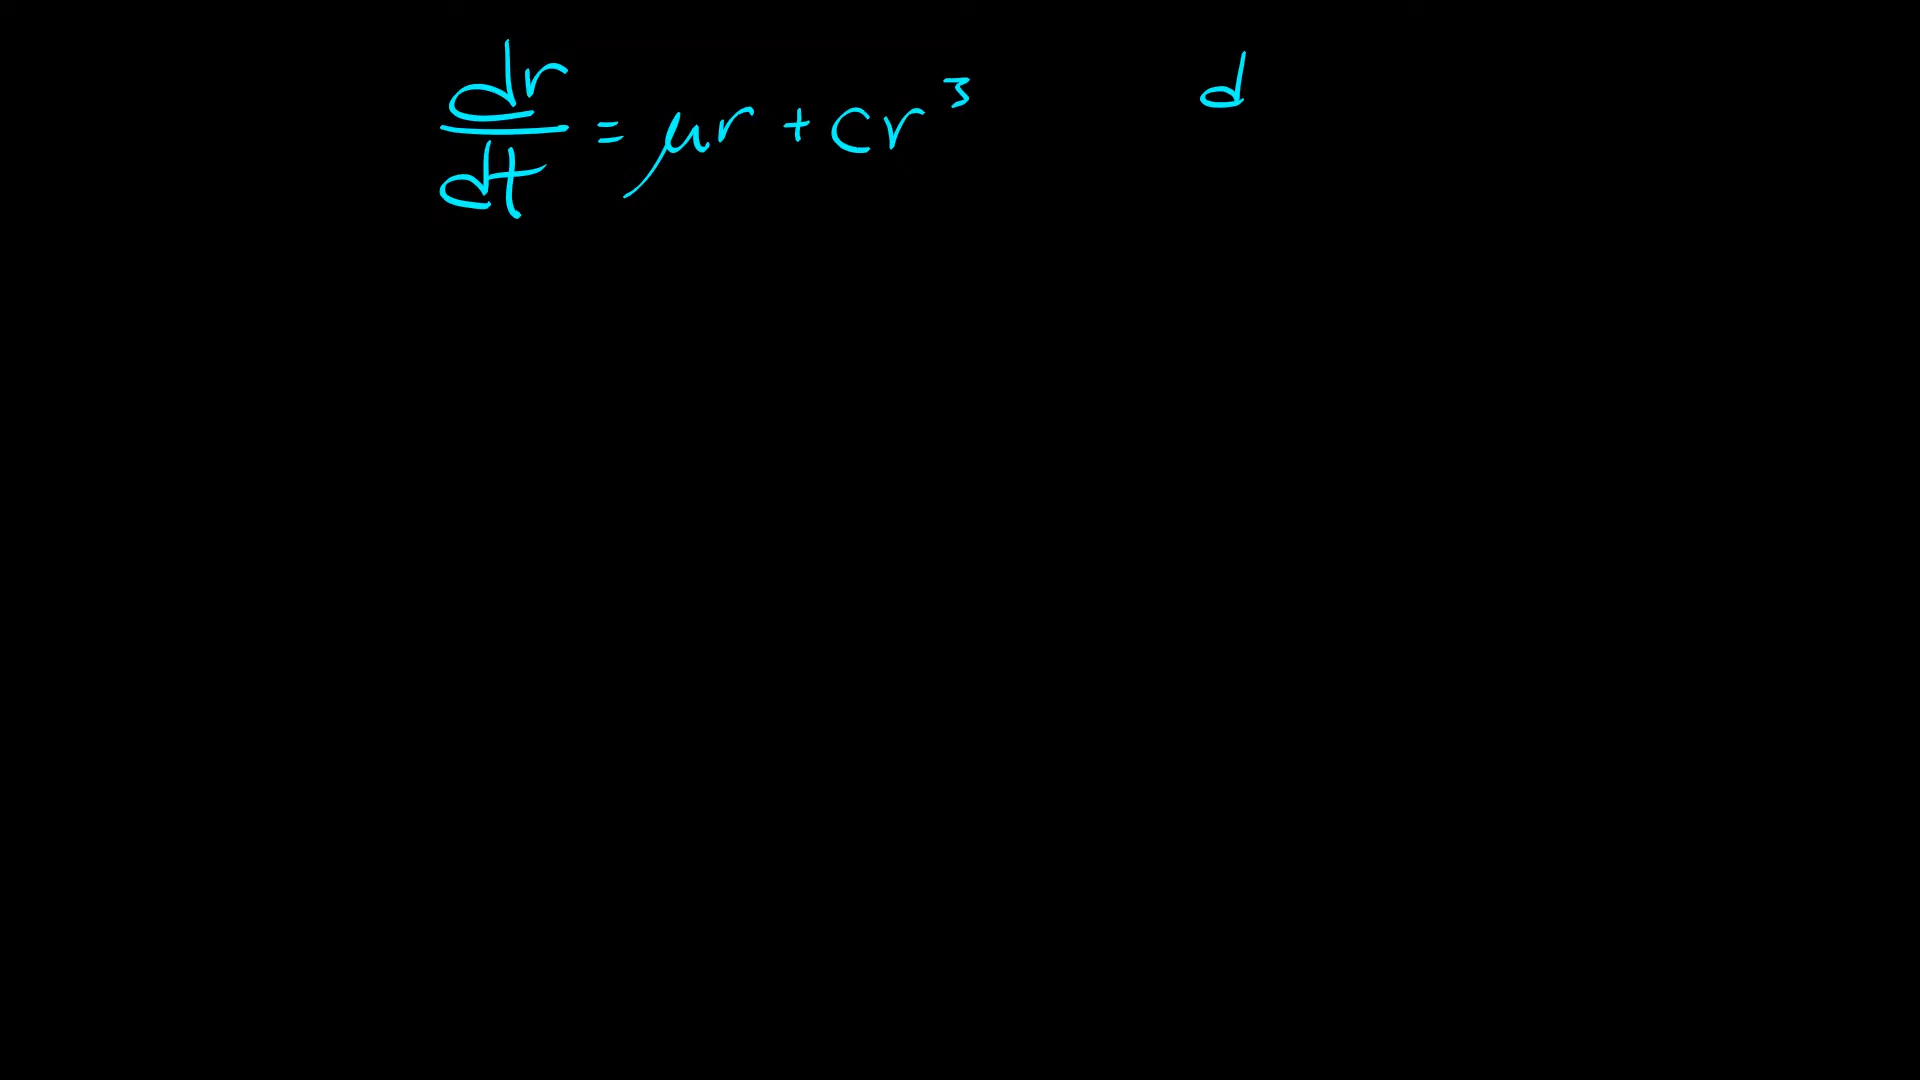 dr/dt = μr + cr³ d